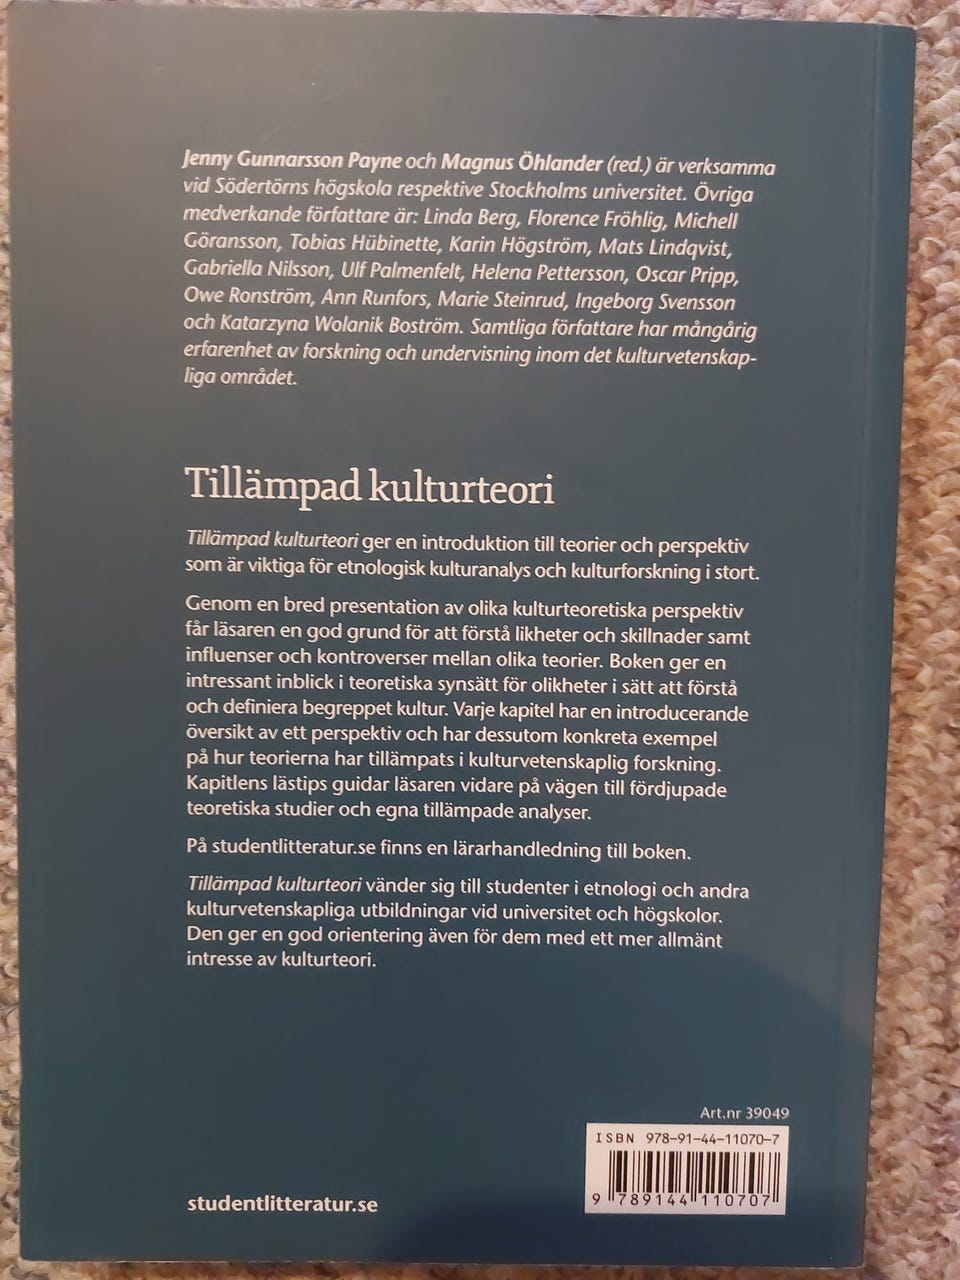 Jenny Gunnarsson Payne och Magnus Öhlander (red.) är verksamma
vid Södertörns högskola respektive Stockholms universitet. Övriga
medverkande författare är: Linda Berg, Florence Fröhlig, Michell
Göransson, Tobias Hübinette, Karin Högström, Mats Lindqvist,
Gabriella Nilsson, Ulf Palmenfelt, Helena Pettersson, Oscar Pripp,
Owe Ronström, Ann Runfors, Marie Steinrud, Ingeborg Svensson
och Katarzyna Wolanik Boström. Samtliga författare har mångårig
erfarenhet av forskning och undervisning inom det kulturvetenskap-
liga området.
Tillämpad kulturteori
Tillämpad kulturteori ger en introduktion till teorier och perspektiv
som är viktiga för etnologisk kulturanalys och kulturforskning i stort.
Genom en bred presentation av olika kulturteoretiska perspektiv
får läsaren en god grund för att förstå likheter och skillnader samt
influenser och kontroverser mellan olika teorier. Boken ger en
intressant inblick i teoretiska synsätt för olikheter i sätt att förstå
och definiera begreppet kultur. Varje kapitel har en introducerande
översikt av ett perspektiv och har dessutom konkreta exempel
på hur teorierna har tillämpats i kulturvetenskaplig forskning.
Kapitlens lästips guidar läsaren vidare på vägen till fördjupade
teoretiska studier och egna tillämpade analyser.
På studentlitteratur.se finns en lärarhandledning till boken.
Tillämpad kulturteori vänder sig till studenter i etnologi och andra
kulturvetenskapliga utbildningar vid universitet och högskolor.
Den ger en god orientering även för dem med ett mer allmänt
intresse av kulturteori.
Art.nr 39049
ISBN 978-91-44-11070-7
9 789144 110707
studentlitteratur.se